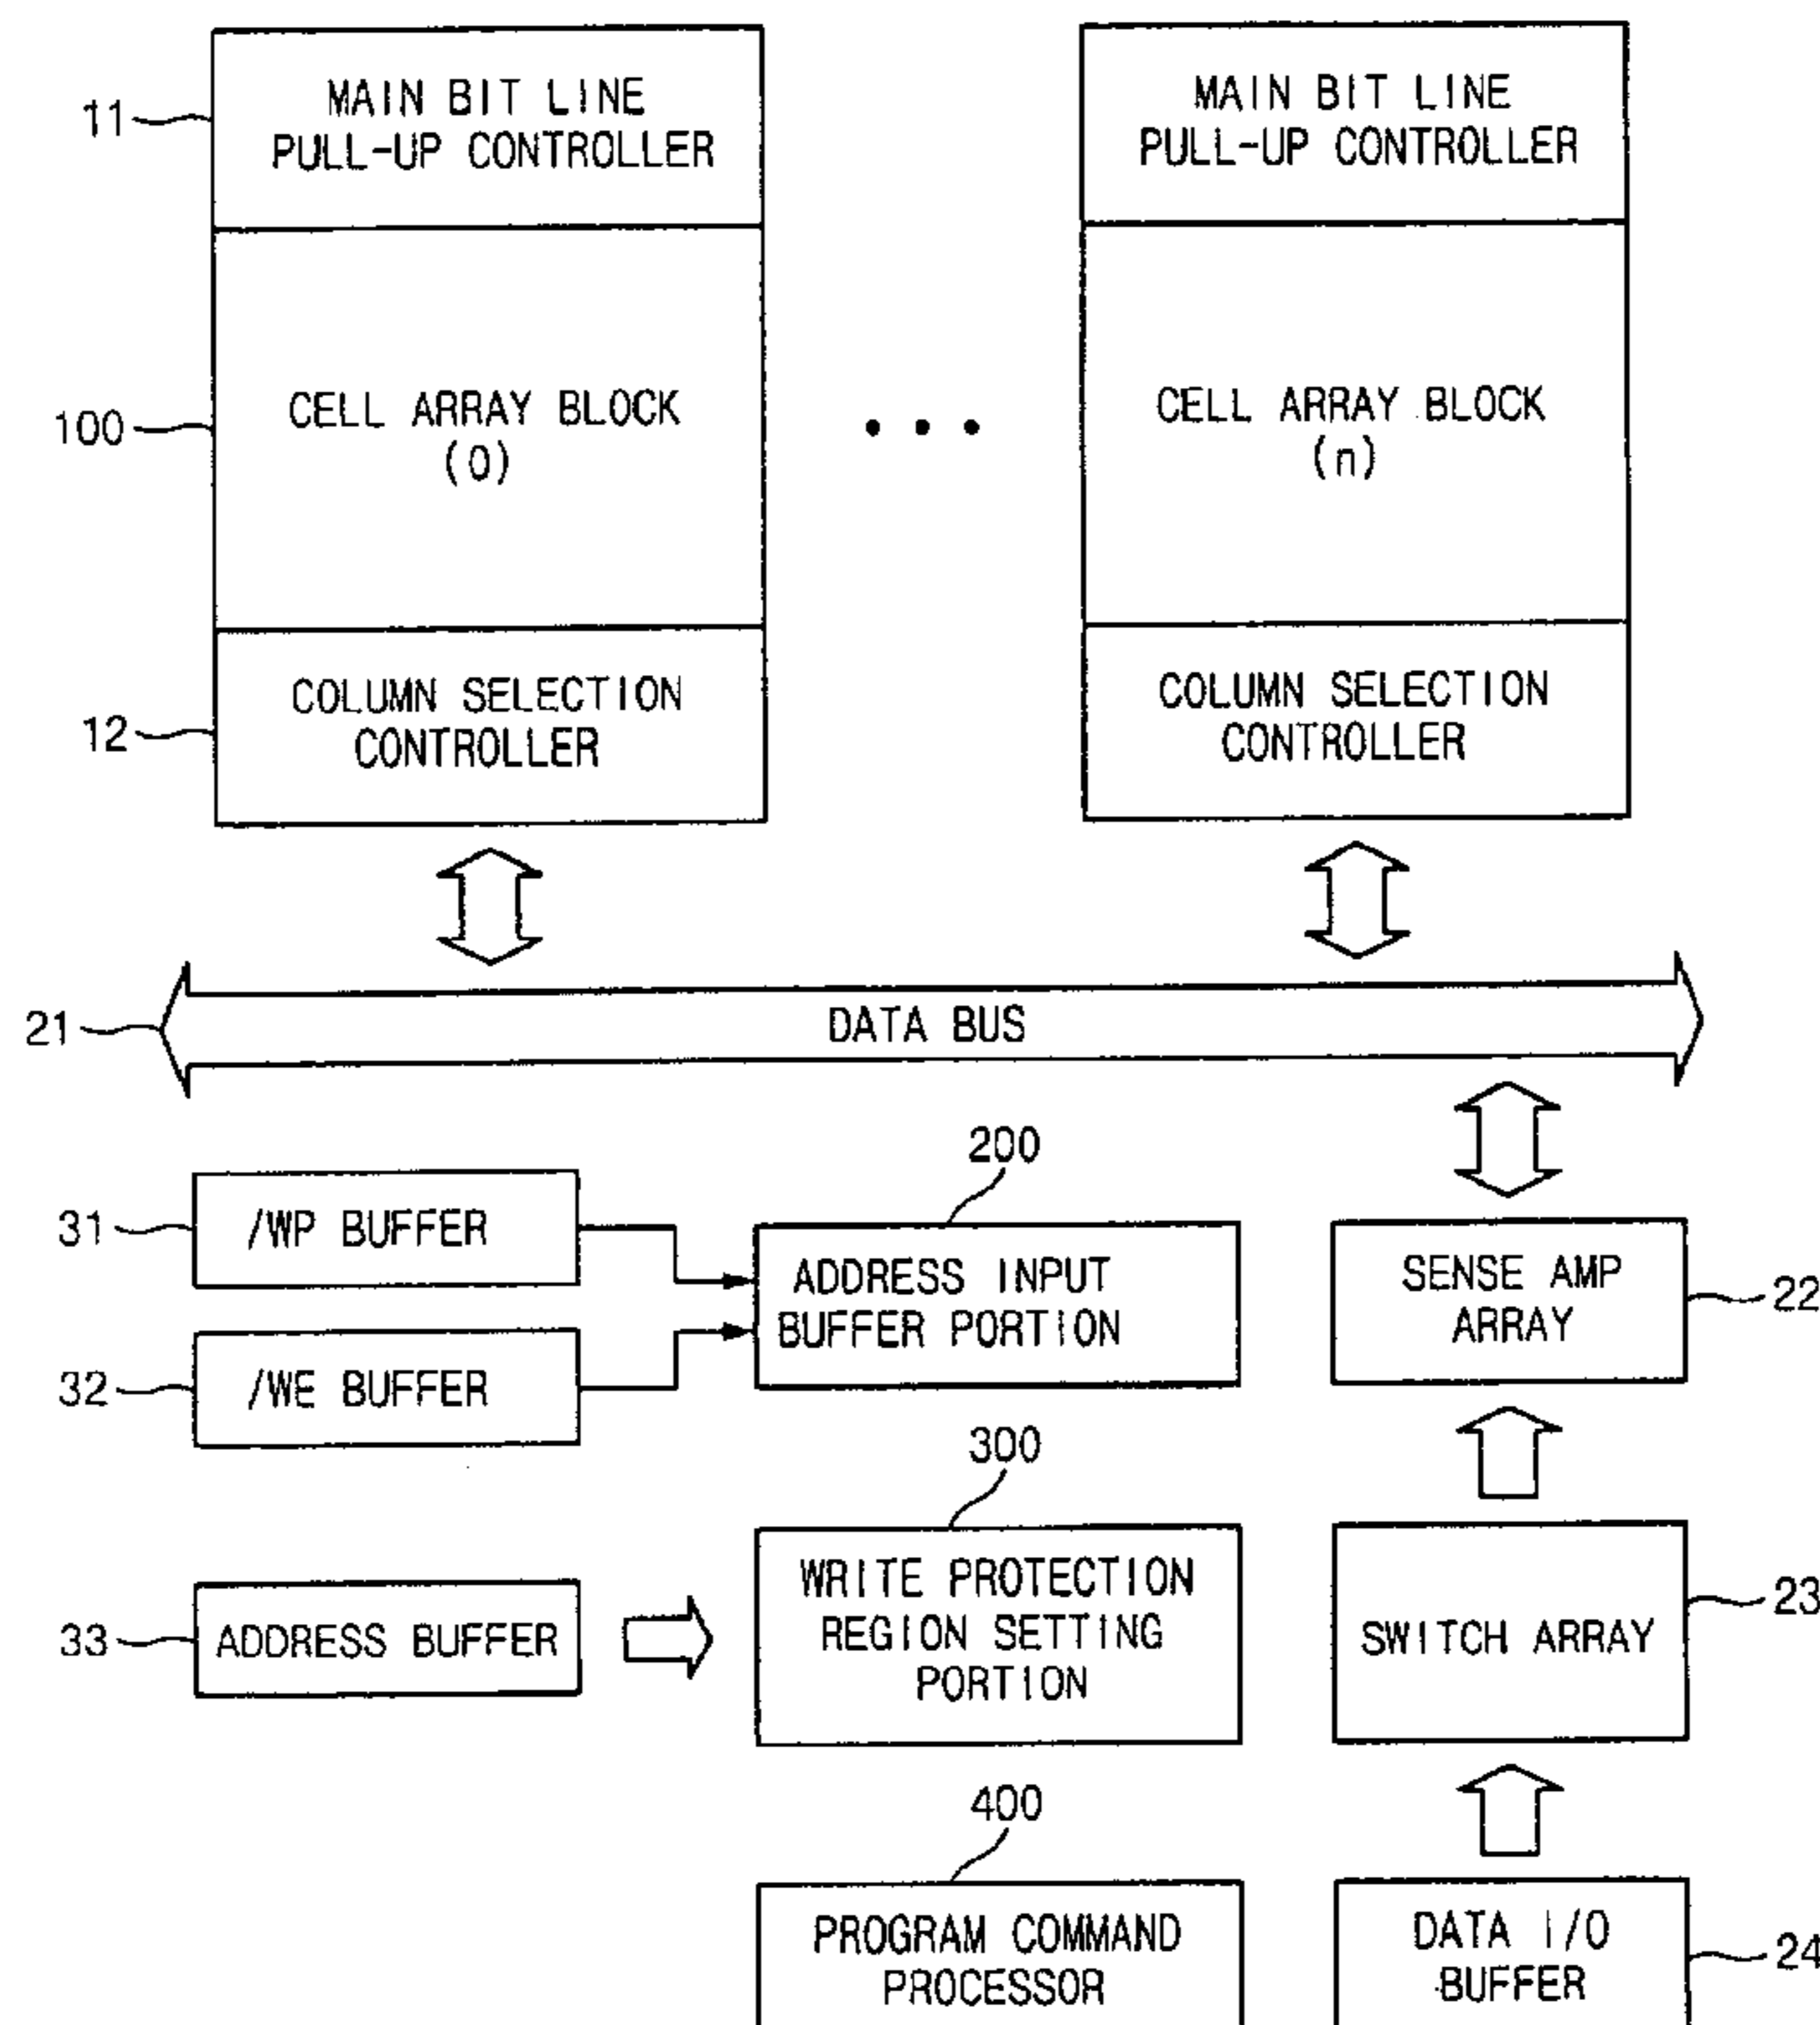 11
MAIN BIT LINE
PULL-UP CONTROLLER
MAIN BIT LINE
PULL-UP CONTROLLER
100
CELL ARRAY BLOCK
(0)
• • •
CELL ARRAY BLOCK
(n)
12
COLUMN SELECTION
CONTROLLER
COLUMN SELECTION
CONTROLLER
21
DATA BUS
31
/WP BUFFER
32
/WE BUFFER
200
ADDRESS INPUT
BUFFER PORTION
SENSE AMP
ARRAY
22
33
ADDRESS BUFFER
300
WRITE PROTECTION
REGION SETTING
PORTION
SWITCH ARRAY
23
400
PROGRAM COMMAND
PROCESSOR
DATA I/O
BUFFER
24